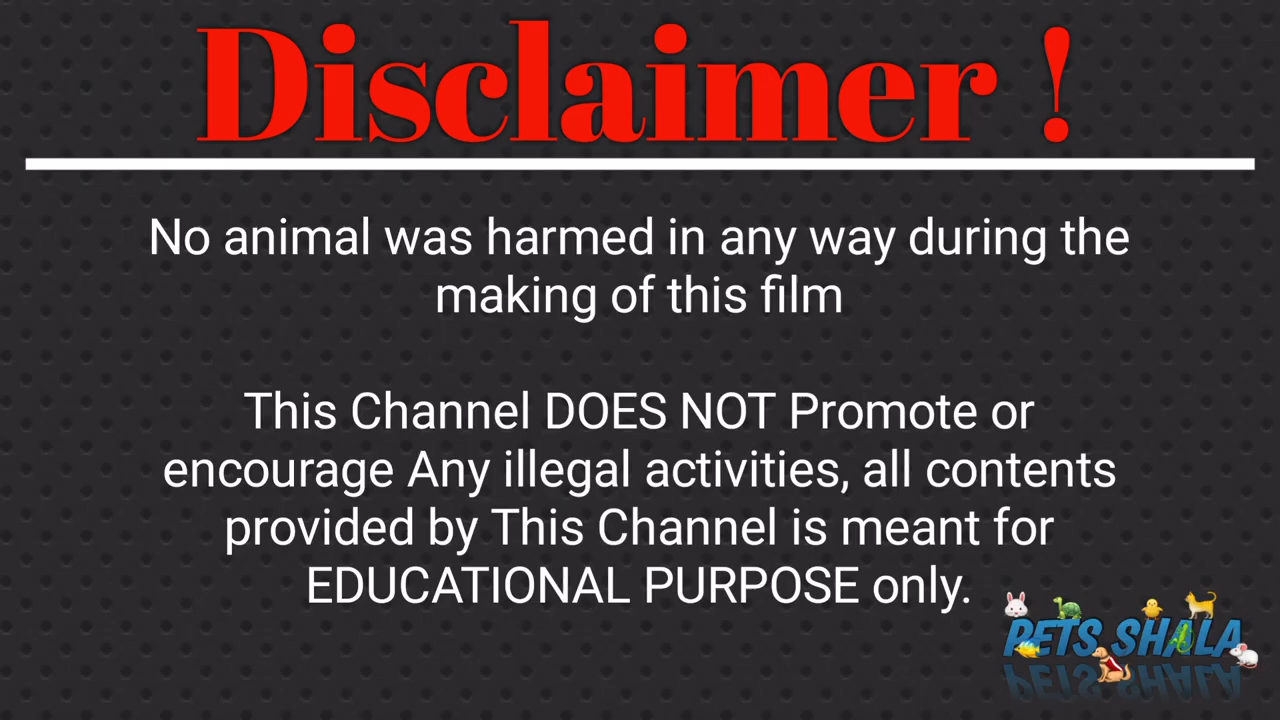 Disclaimer !
No animal was harmed in any way during the
making of this film
This Channel DOES NOT Promote or
encourage Any illegal activities, all contents
provided by This Channel is meant for
EDUCATIONAL PURPOSE only.
PETS SHALA